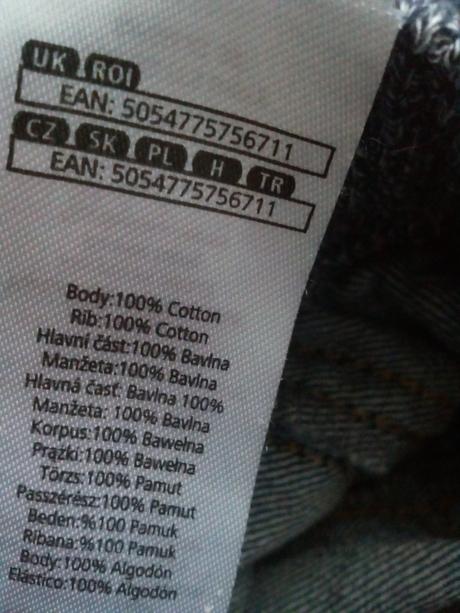 UK ROI
EAN: 5054775756711
CZ SK PL H TR
EAN: 5054775756711
Body:100% Cotton
Rib:100% Cotton
Hlavní část:100% Bavlna
Manžeta:100% Bavlna
Hlavná časť: Bavlna 100%
Manžeta: 100% Bavlna
Korpus:100% Bawełna
Prążki:100% Bawełna
Törzs:100% Pamut
Passzérész:100% Pamut
Beden:%100 Pamuk
Ribana:%100 Pamuk
Body:100% Algodón
Elástico:100% Algodón